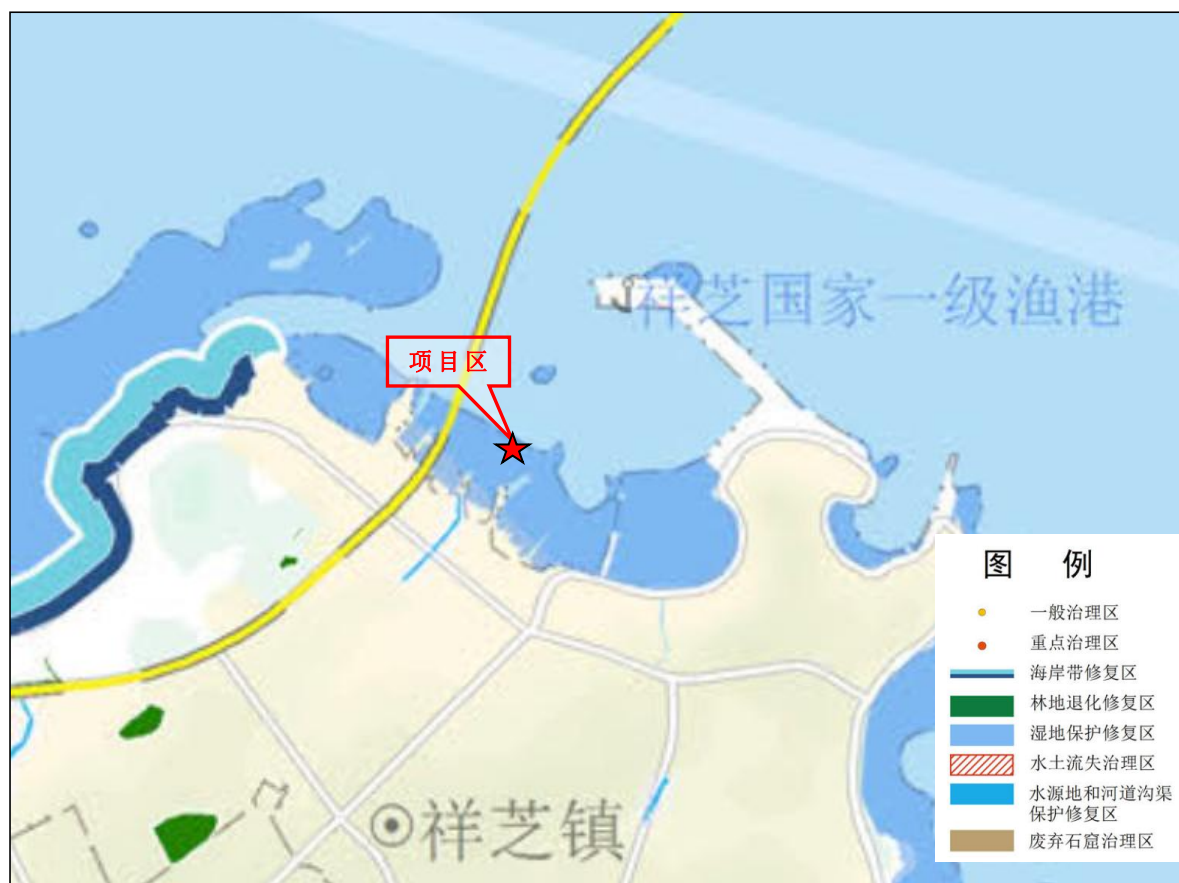 祥芝国家一级渔港
项目区
图 例
一般治理区
重点治理区
海岸带修复区
林地退化修复区
湿地保护修复区
水土流失治理区
水源地和河道沟渠
保护修复区
废弃石窟治理区
祥芝镇